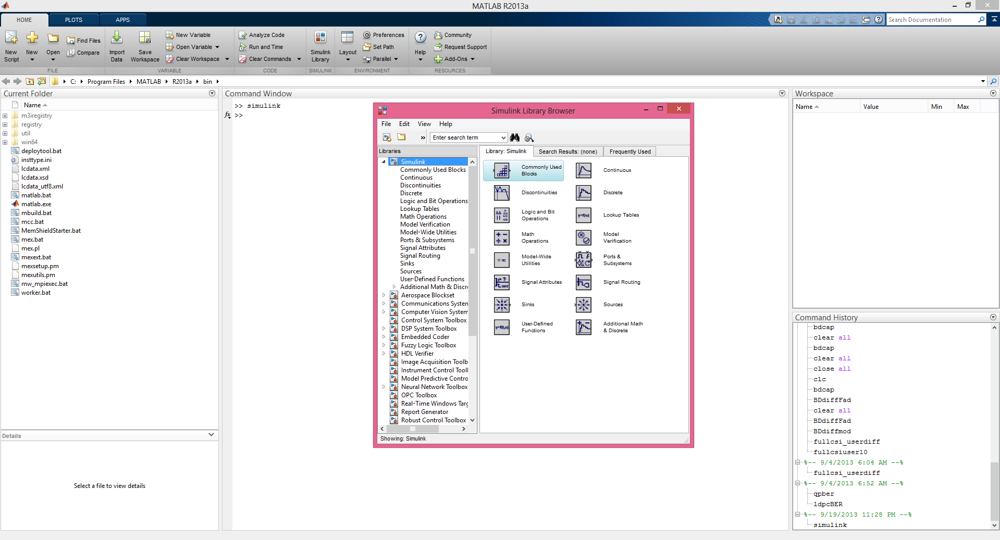 MATLAB R2013a
HOME
PLOTS
APPS
Search Documentation
New Script
New
Open
Find Files
Compare
Import Data
Save Workspace
New Variable
Open Variable
Clear Workspace
Analyze Code
Run and Time
Clear Commands
Simulink Library
Layout
Preferences
Set Path
Parallel
Help
Community
Request Support
Add-Ons
FILE
VARIABLE
CODE
SIMULINK
ENVIRONMENT
RESOURCES
C: Program Files MATLAB R2013a bin
Current Folder
Name
m3iregistry
registry
util
win64
deploytool.bat
insttype.ini
lcdata.xml
lcdata.xsd
lcdata_utf8.xml
matlab.bat
matlab.exe
mbuild.bat
mcc.bat
MemShieldStarter.bat
mex.bat
mex.pl
mexext.bat
mexsetup.pm
mexutils.pm
mw_mpiexec.bat
worker.bat
Details
Select a file to view details
Command Window
>> simulink
fx >>
Simulink Library Browser
File Edit View Help
» Enter search term
Libraries
Simulink
Commonly Used Blocks
Continuous
Discontinuities
Discrete
Logic and Bit Operations
Lookup Tables
Math Operations
Model Verification
Model-Wide Utilities
Ports & Subsystems
Signal Attributes
Signal Routing
Sinks
Sources
User-Defined Functions
Additional Math & Discr
Aerospace Blockset
Communications System
Computer Vision System
Control System Toolbox
DSP System Toolbox
Embedded Coder
Fuzzy Logic Toolbox
HDL Verifier
Image Acquisition Toolb
Instrument Control Tool
Model Predictive Contro
Neural Network Toolbox
OPC Toolbox
Real-Time Windows Targ
Report Generator
Robust Control Toolbox
Library: Simulink
Search Results: (none)
Frequently Used
Commonly Used
Blocks
Continuous
Discontinuities
Discrete
&& >=
Logic and Bit
Operations
y=f(u)
Lookup Tables
Math
Operations
Model
Verification
Misc
Model-Wide
Utilities
Ports &
Subsystems
Signal Attributes
Signal Routing
Sinks
Sources
y=f(t,u)
User-Defined
Functions
Additional Math
& Discrete
Showing: Simulink
Workspace
Name Value Min Max
Command History
bdcap
clear all
bdcap
clear all
close all
clc
bdcap
BDdiffFad
clear all
BDdiffFad
BDdiffmod
fullcsi_userdiff
fullcsiuser10
%-- 9/4/2013 6:04 AM --%
fullcsi_userdiff
%-- 9/4/2013 6:52 AM --%
qpber
ldpcBER
%-- 9/19/2013 11:28 PM --%
simulink